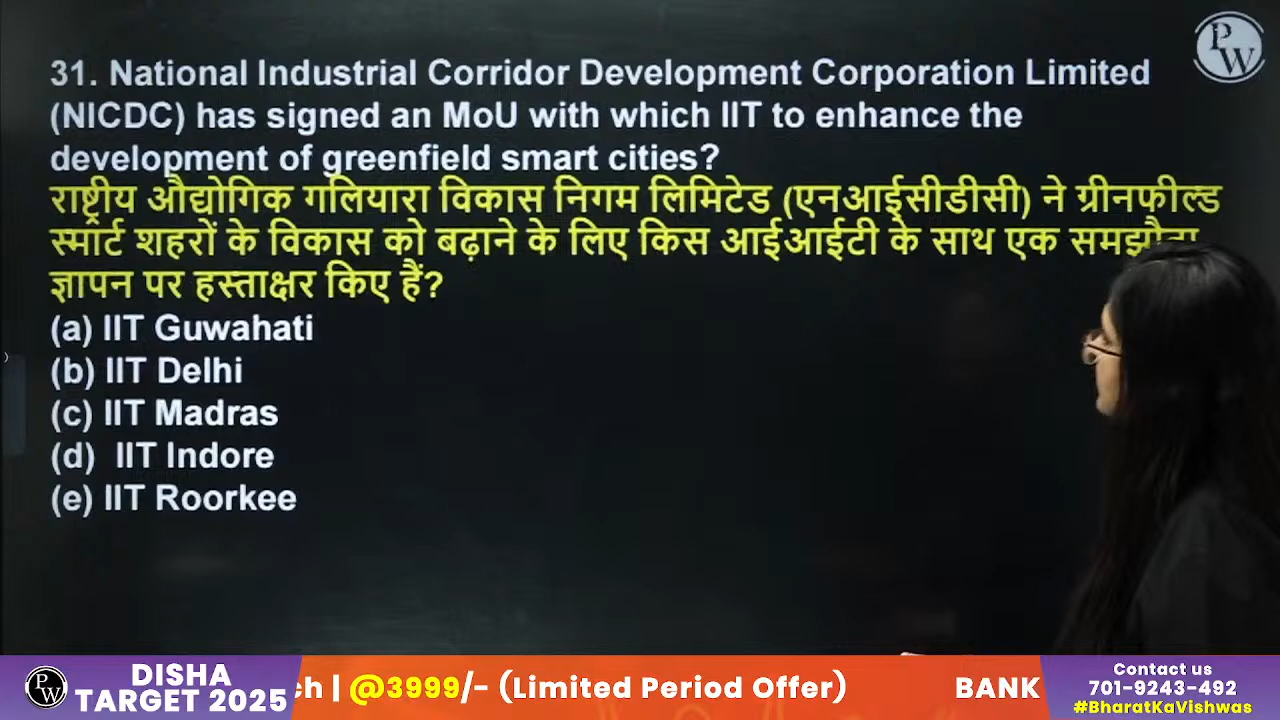 PW
31. National Industrial Corridor Development Corporation Limited
(NICDC) has signed an MoU with which IIT to enhance the
development of greenfield smart cities?
राष्ट्रीय औद्योगिक गलियारा विकास निगम लिमिटेड (एनआईसीडीसी) ने ग्रीनफील्ड
स्मार्ट शहरों के विकास को बढ़ाने के लिए किस आईआईटी के साथ एक
ज्ञापन पर हस्ताक्षर किए हैं?
(a) IIT Guwahati
(b) IIT Delhi
(c) IIT Madras
(d) IIT Indore
(e) IIT Roorkee
PW
DISHA
TARGET 2025
| @3999/- (Limited Period Offer)
BANK
Contact us
701-9243-492
#BharatKaVishwas